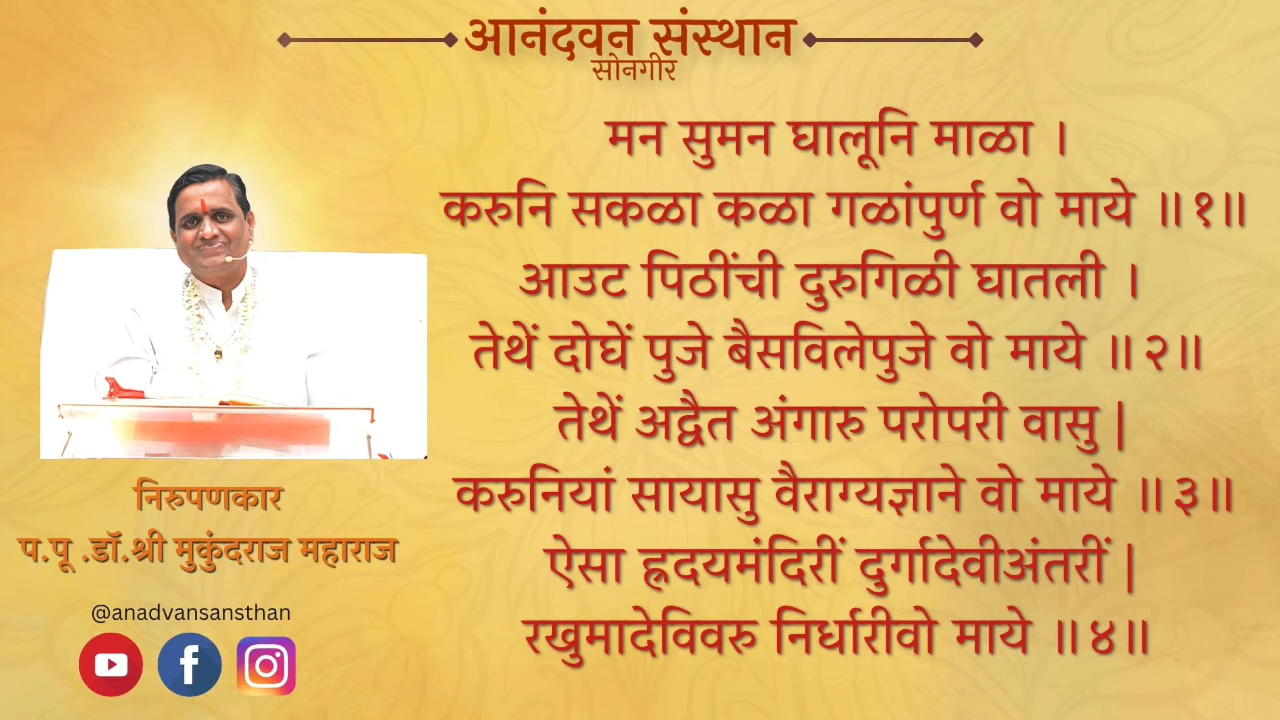 आनंदवन संस्थान
सोनगीर
मन सुमन घालूनि माळा ।
करुनि सकळा कळा गळांपुर्ण वो माये ॥१॥
आउट पिठींची दुरुगिळी घातली ।
तेथें दोघें पुजे बैसविलेपुजे वो माये ॥२॥
तेथें अद्वैत अंगारु परोपरी वासु |
करुनियां सायासु वैराग्यज्ञाने वो माये ॥३॥
ऐसा ह्रदयमंदिरीं दुर्गादेवीअंतरीं |
रखुमादेविवरु निर्धारीवो माये ॥४॥
निरुपणकार
प.पू .डॉ.श्री मुकुंदराज महाराज
@anadvansansthan